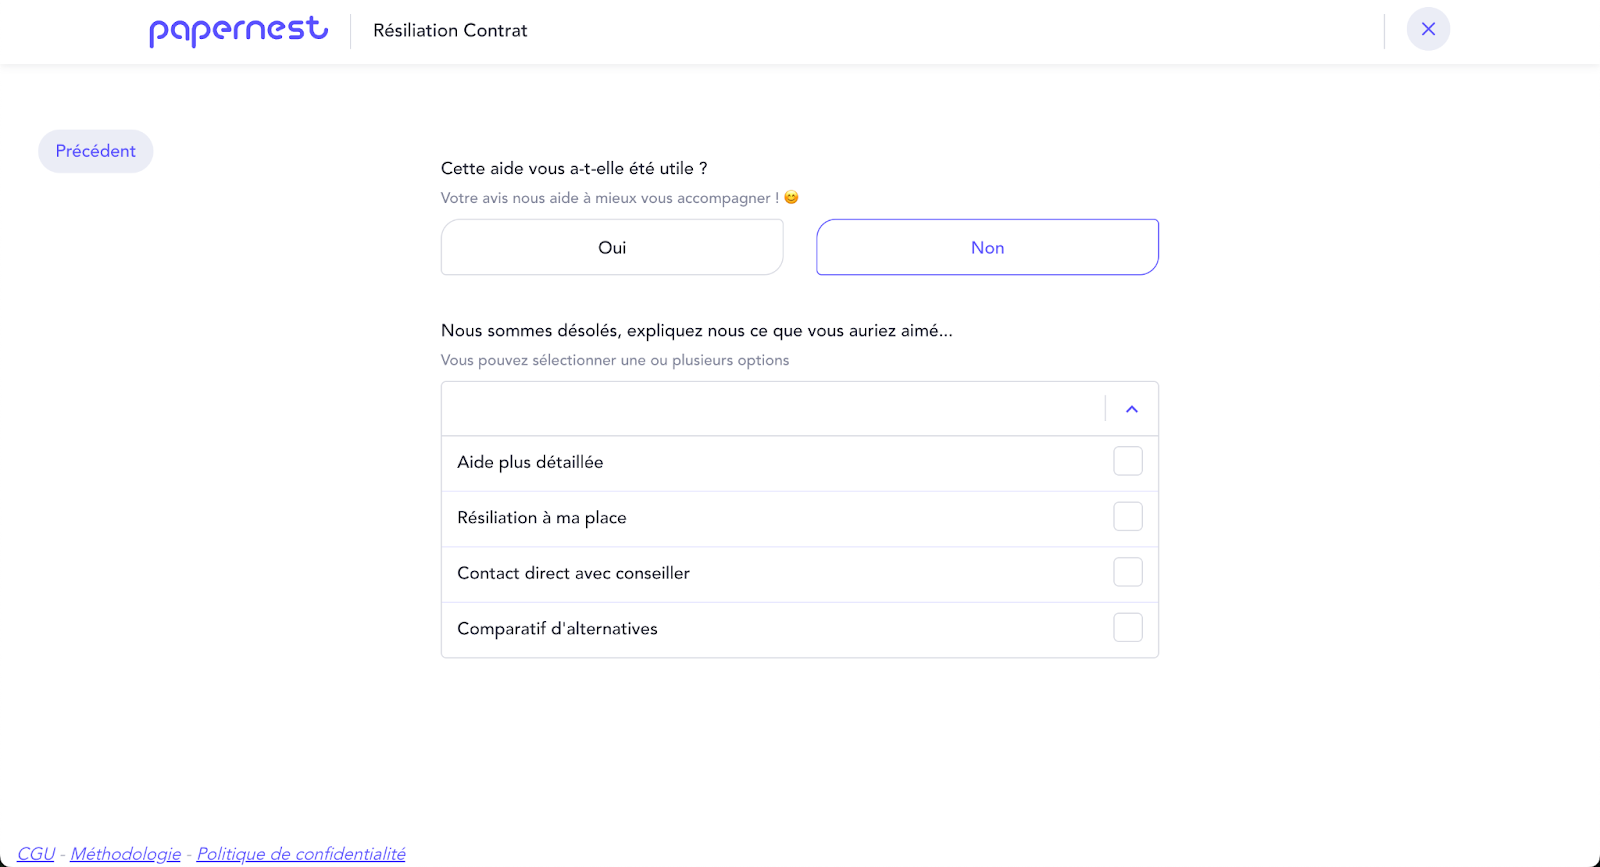 papernest
Résiliation Contrat
Précédent
Cette aide vous a-t-elle été utile ?
Votre avis nous aide à mieux vous accompagner ! 😊
Oui
Non
Nous sommes désolés, expliquez nous ce que vous auriez aimé...
Vous pouvez sélectionner une ou plusieurs options
Aide plus détaillée
Résiliation à ma place
Contact direct avec conseiller
Comparatif d'alternatives
CGU - Méthodologie - Politique de confidentialité